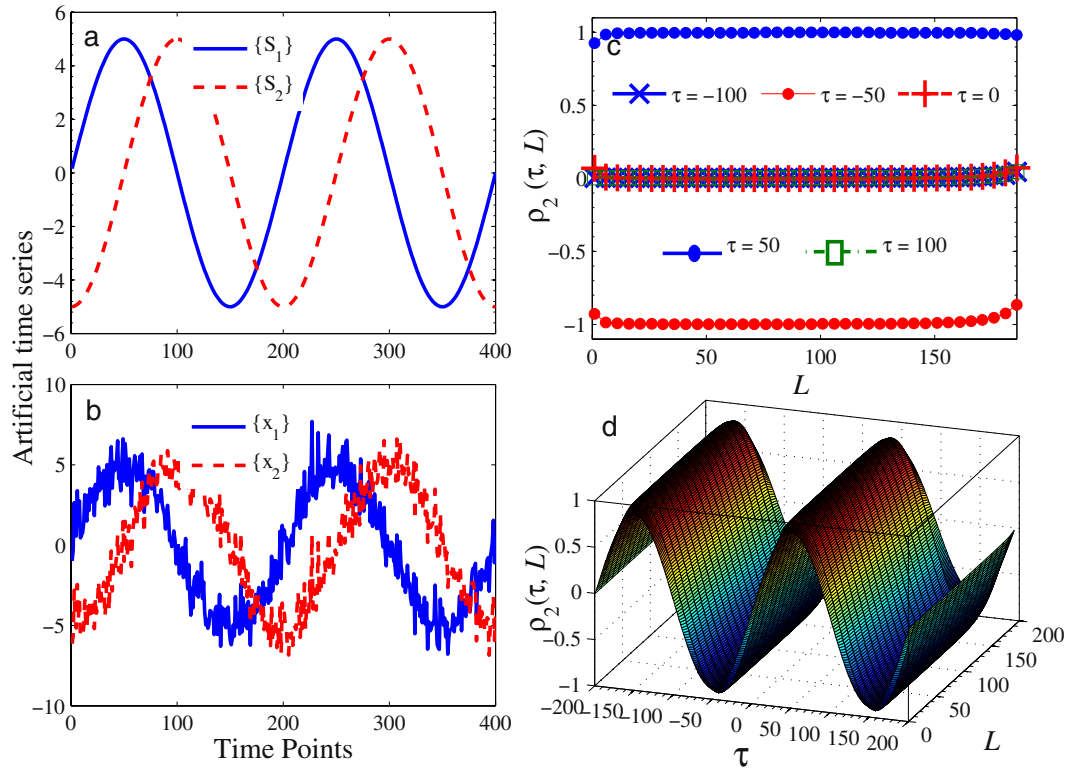 Artificial time series
a
{S1}
{S2}
6
4
2
0
−2
−4
−6
0 100 200 300 400
b
{x1}
{x2}
10
5
0
−5
−10
0 100 200 300 400
Time Points
c
ρ2(τ, L)
1
0.5
0
−0.5
−1
τ = −100 τ = −50 τ = 0
τ = 50 τ = 100
0 50 100 150
L
d
ρ2(τ, L)
1
0.5
0
−0.5
−1
−200 −150 −100 −50 0 50 100 150 200
τ
0 50 100 150 200
L